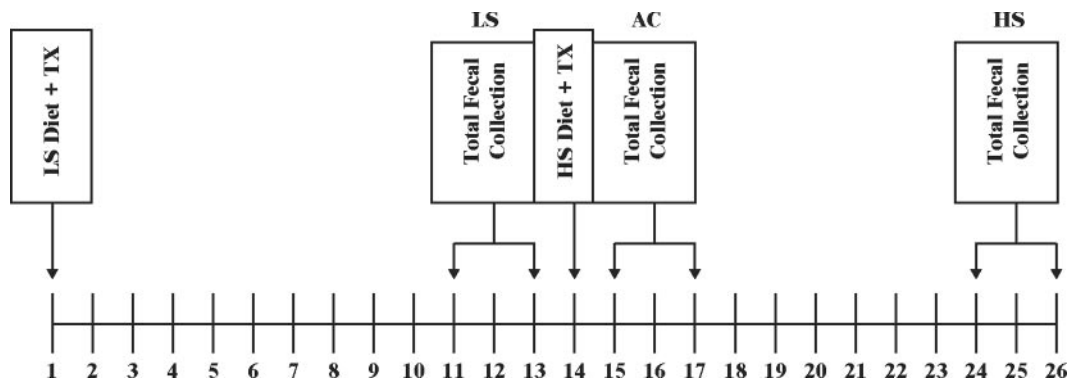 LS
AC
HS
LS Diet + TX
Total Fecal
Collection
HS Diet + TX
Total Fecal
Collection
Total Fecal
Collection
1 2 3 4 5 6 7 8 9 10 11 12 13 14 15 16 17 18 19 20 21 22 23 24 25 26